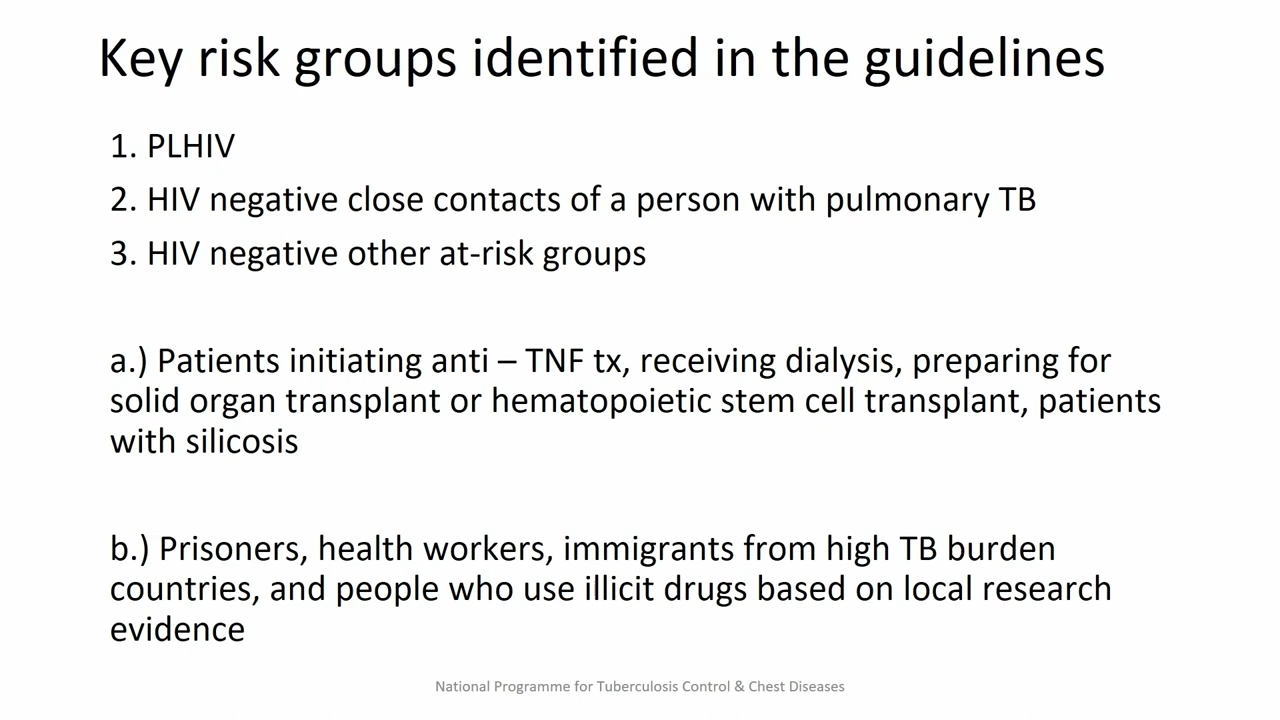 Key risk groups identified in the guidelines
1. PLHIV
2. HIV negative close contacts of a person with pulmonary TB
3. HIV negative other at-risk groups
a.) Patients initiating anti – TNF tx, receiving dialysis, preparing for
solid organ transplant or hematopoietic stem cell transplant, patients
with silicosis
b.) Prisoners, health workers, immigrants from high TB burden
countries, and people who use illicit drugs based on local research
evidence
National Programme for Tuberculosis Control & Chest Diseases